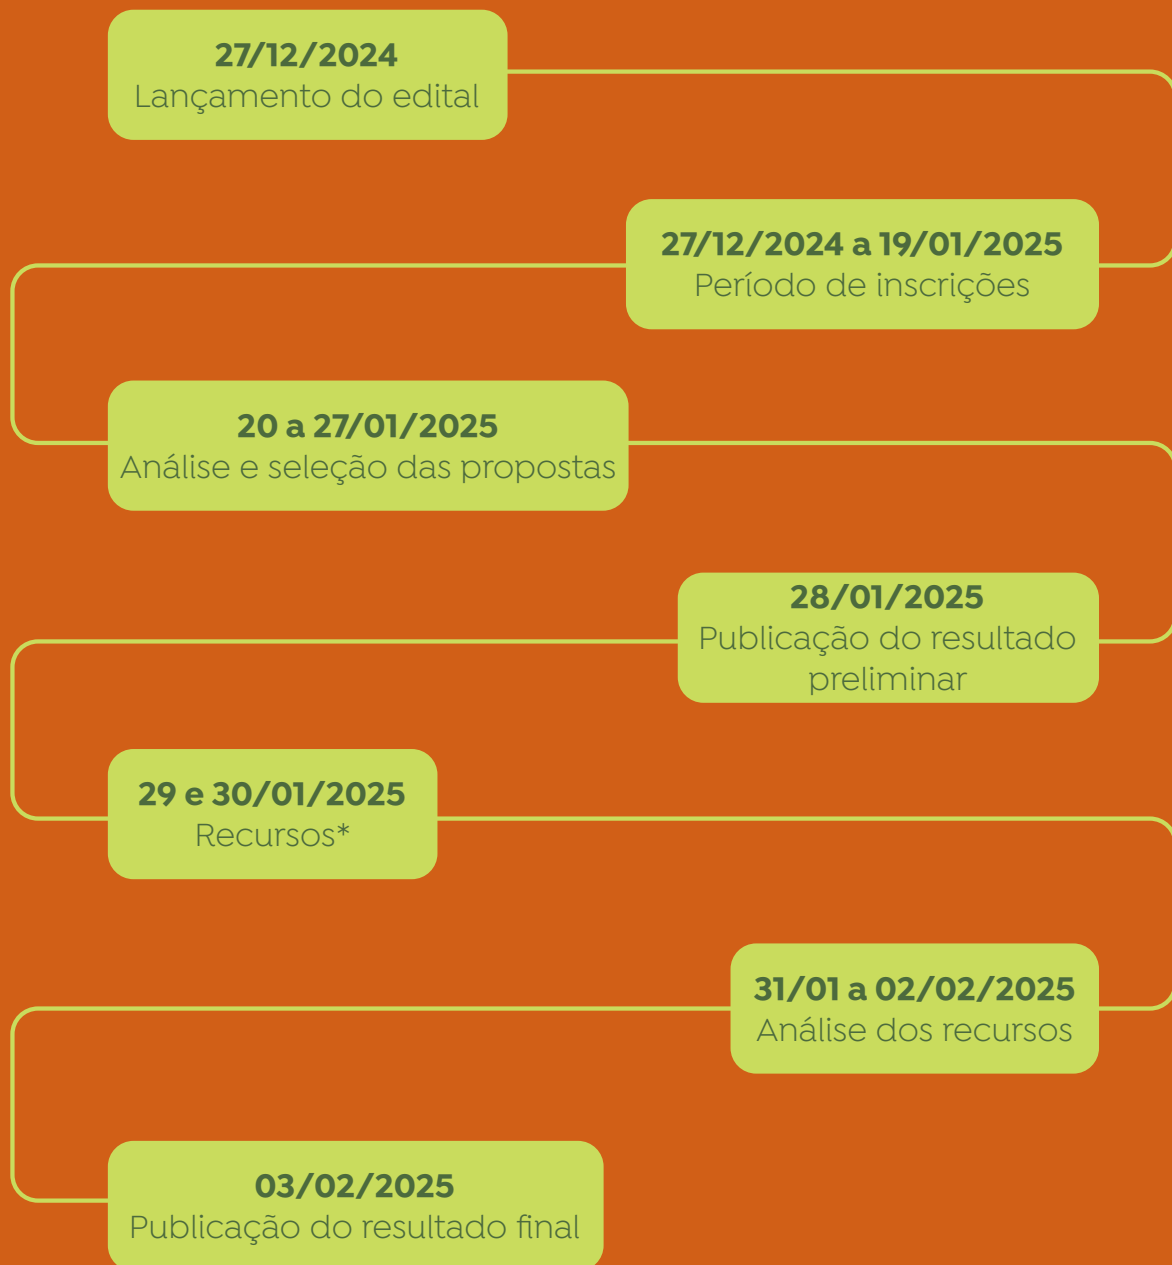 27/12/2024
Lançamento do edital
27/12/2024 a 19/01/2025
Período de inscrições
20 a 27/01/2025
Análise e seleção das propostas
28/01/2025
Publicação do resultado
preliminar
29 e 30/01/2025
Recursos*
31/01 a 02/02/2025
Análise dos recursos
03/02/2025
Publicação do resultado final